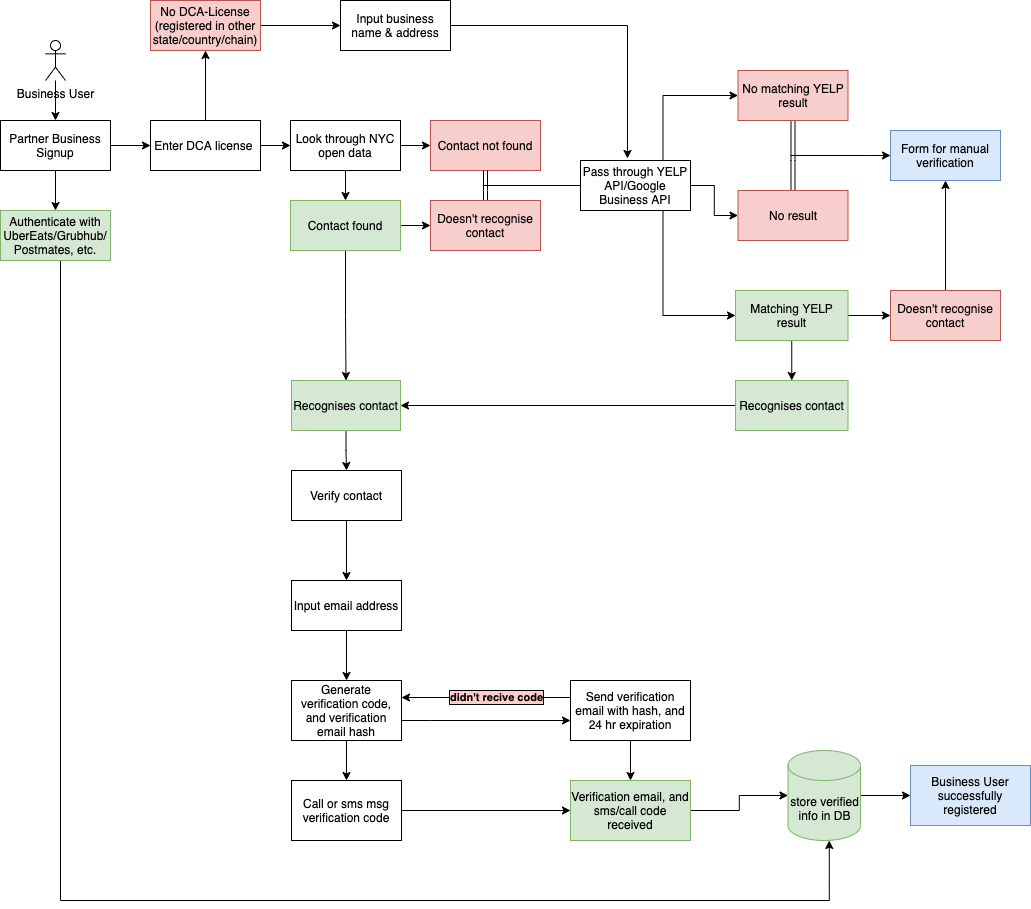 No DCA-License
(registered in other
state/country/chain)
Input business
name & address
Business User
Partner Business
Signup
Enter DCA license
Look through NYC
open data
Contact not found
No matching YELP
result
Form for manual
verification
Pass through YELP
API/Google
Business API
Authenticate with
UberEats/Grubhub/
Postmates, etc.
Contact found
Doesn't recognise
contact
No result
Matching YELP
result
Doesn't recognise
contact
Recognises contact
Recognises contact
Verify contact
Input email address
Generate
verification code,
and verification
email hash
didn't recive code
Send verification
email with hash, and
24 hr expiration
Call or sms msg
verification code
Verification email, and
sms/call code
received
store verified
info in DB
Business User
successfully
registered